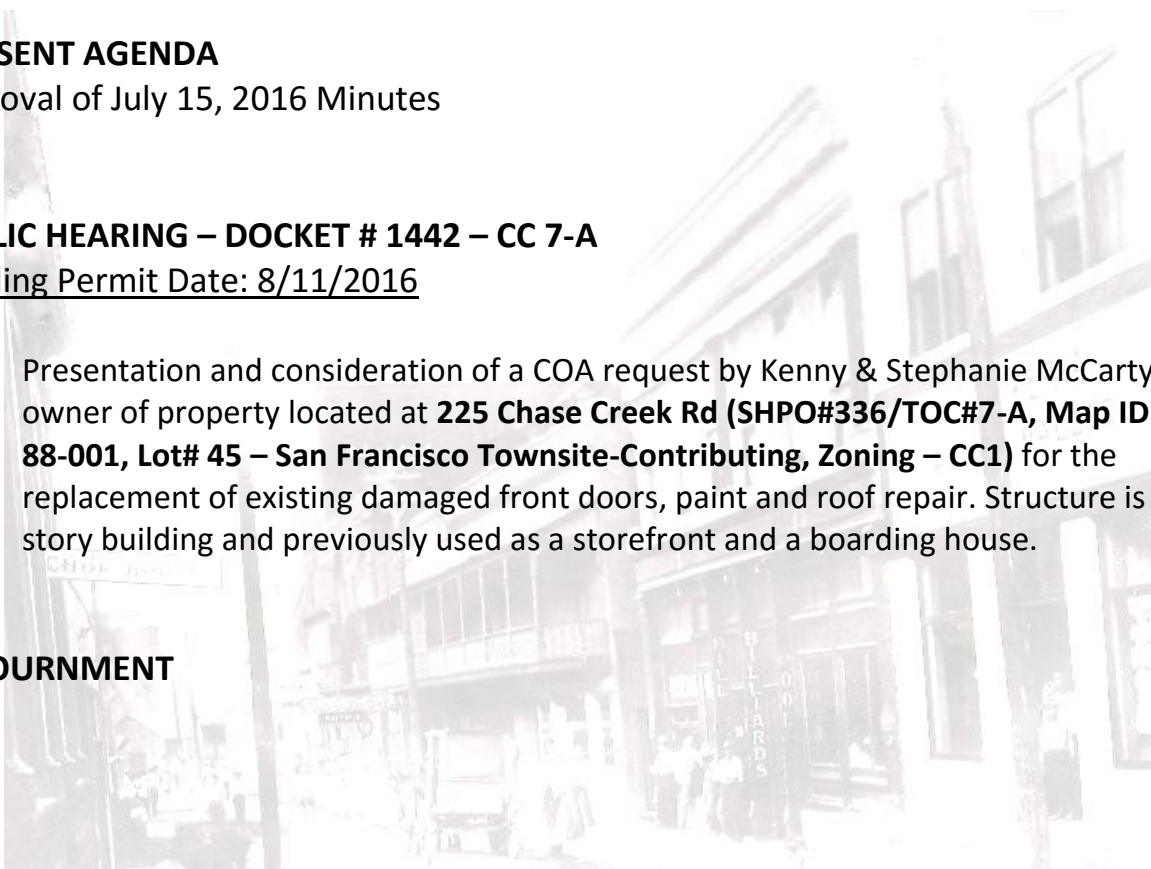 SENT AGENDA
oval of July 15, 2016 Minutes
LIC HEARING – DOCKET # 1442 – CC 7-A
ling Permit Date: 8/11/2016
Presentation and consideration of a COA request by Kenny & Stephanie McCarty
owner of property located at 225 Chase Creek Rd (SHPO#336/TOC#7-A, Map ID
88-001, Lot# 45 – San Francisco Townsite-Contributing, Zoning – CC1) for the
replacement of existing damaged front doors, paint and roof repair. Structure is
story building and previously used as a storefront and a boarding house.
OURNMENT
BILLIARDS